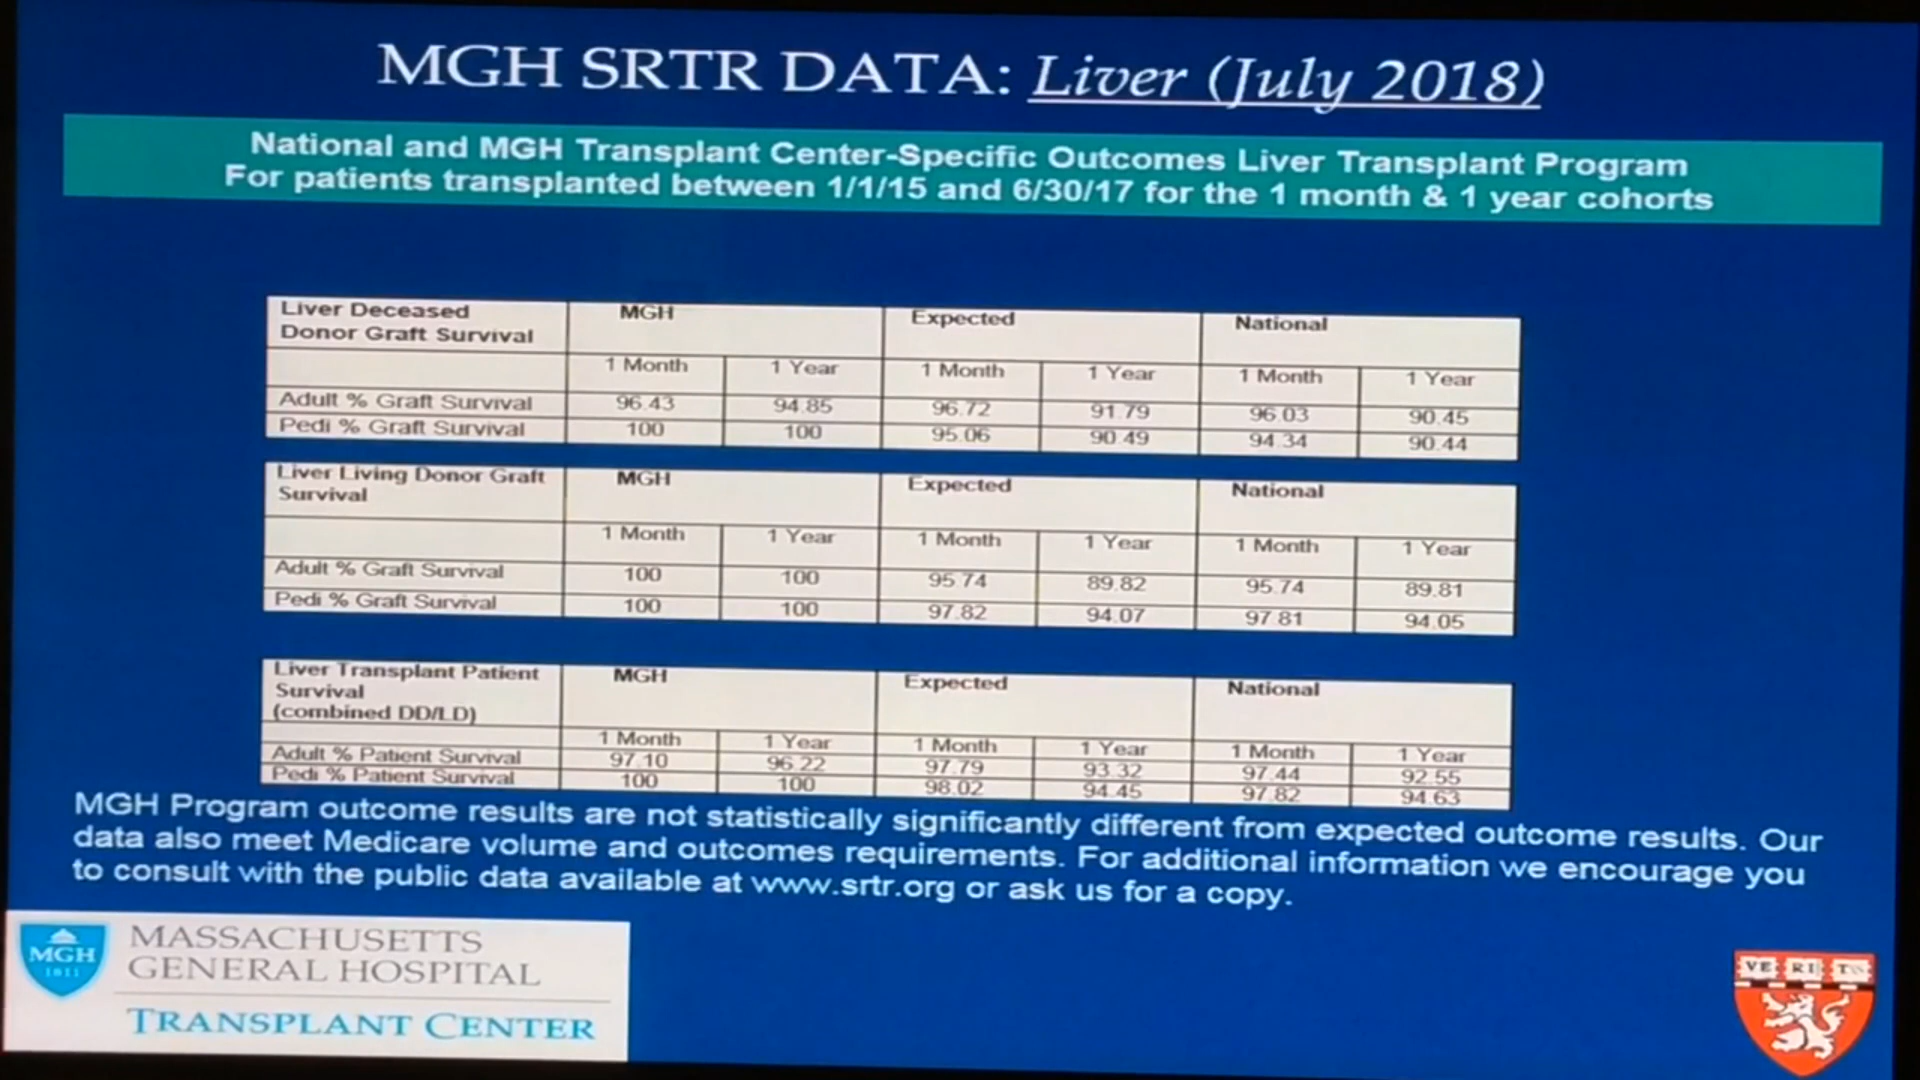 MGH SRTR DATA: Liver (July 2018)
National and MGH Transplant Center-Specific Outcomes Liver Transplant Program
For patients transplanted between 1/1/15 and 6/30/17 for the 1 month & 1 year cohorts
Liver Deceased Donor Graft Survival MGH Expected National
1 Month 1 Year 1 Month 1 Year 1 Month 1 Year
Adult % Graft Survival 96.43 94.85 96.72 91.79 96.03 90.45
Pedi % Graft Survival 100 100 95.06 90.49 94.34 90.44
Liver Living Donor Graft Survival MGH Expected National
1 Month 1 Year 1 Month 1 Year 1 Month 1 Year
Adult % Graft Survival 100 100 95.74 89.82 95.74 89.81
Pedi % Graft Survival 100 100 97.82 94.07 97.81 94.05
Liver Transplant Patient Survival (combined DD/LD) MGH Expected National
1 Month 1 Year 1 Month 1 Year 1 Month 1 Year
Adult % Patient Survival 97.10 96.22 97.79 93.32 97.44 92.55
Pedi % Patient Survival 100 100 98.02 94.45 97.82 94.63
MGH Program outcome results are not statistically significantly different from expected outcome results. Our
data also meet Medicare volume and outcomes requirements. For additional information we encourage you
to consult with the public data available at www.srtr.org or ask us for a copy.
MGH
1811
MASSACHUSETTS
GENERAL HOSPITAL
TRANSPLANT CENTER
VE RI